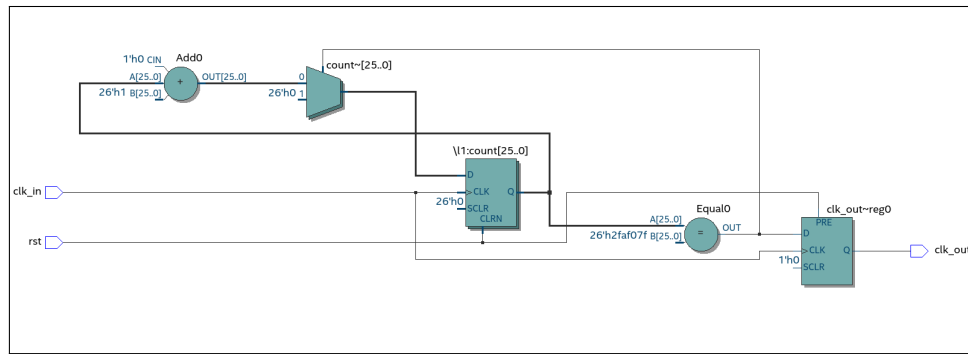 Add0
1'h0 CIN
A[25..0]
OUT[25..0]
26'h1 B[25..0]
+
count~[25..0]
0
26'h0 1
\l1:count[25..0]
D
CLK
Q
26'h0
SCLR
CLRN
clk_in
rst
Equal0
A[25..0]
OUT
26'h2faf07f B[25..0]
=
clk_out~reg0
PRE
D
CLK
Q
1'h0
SCLR
clk_out